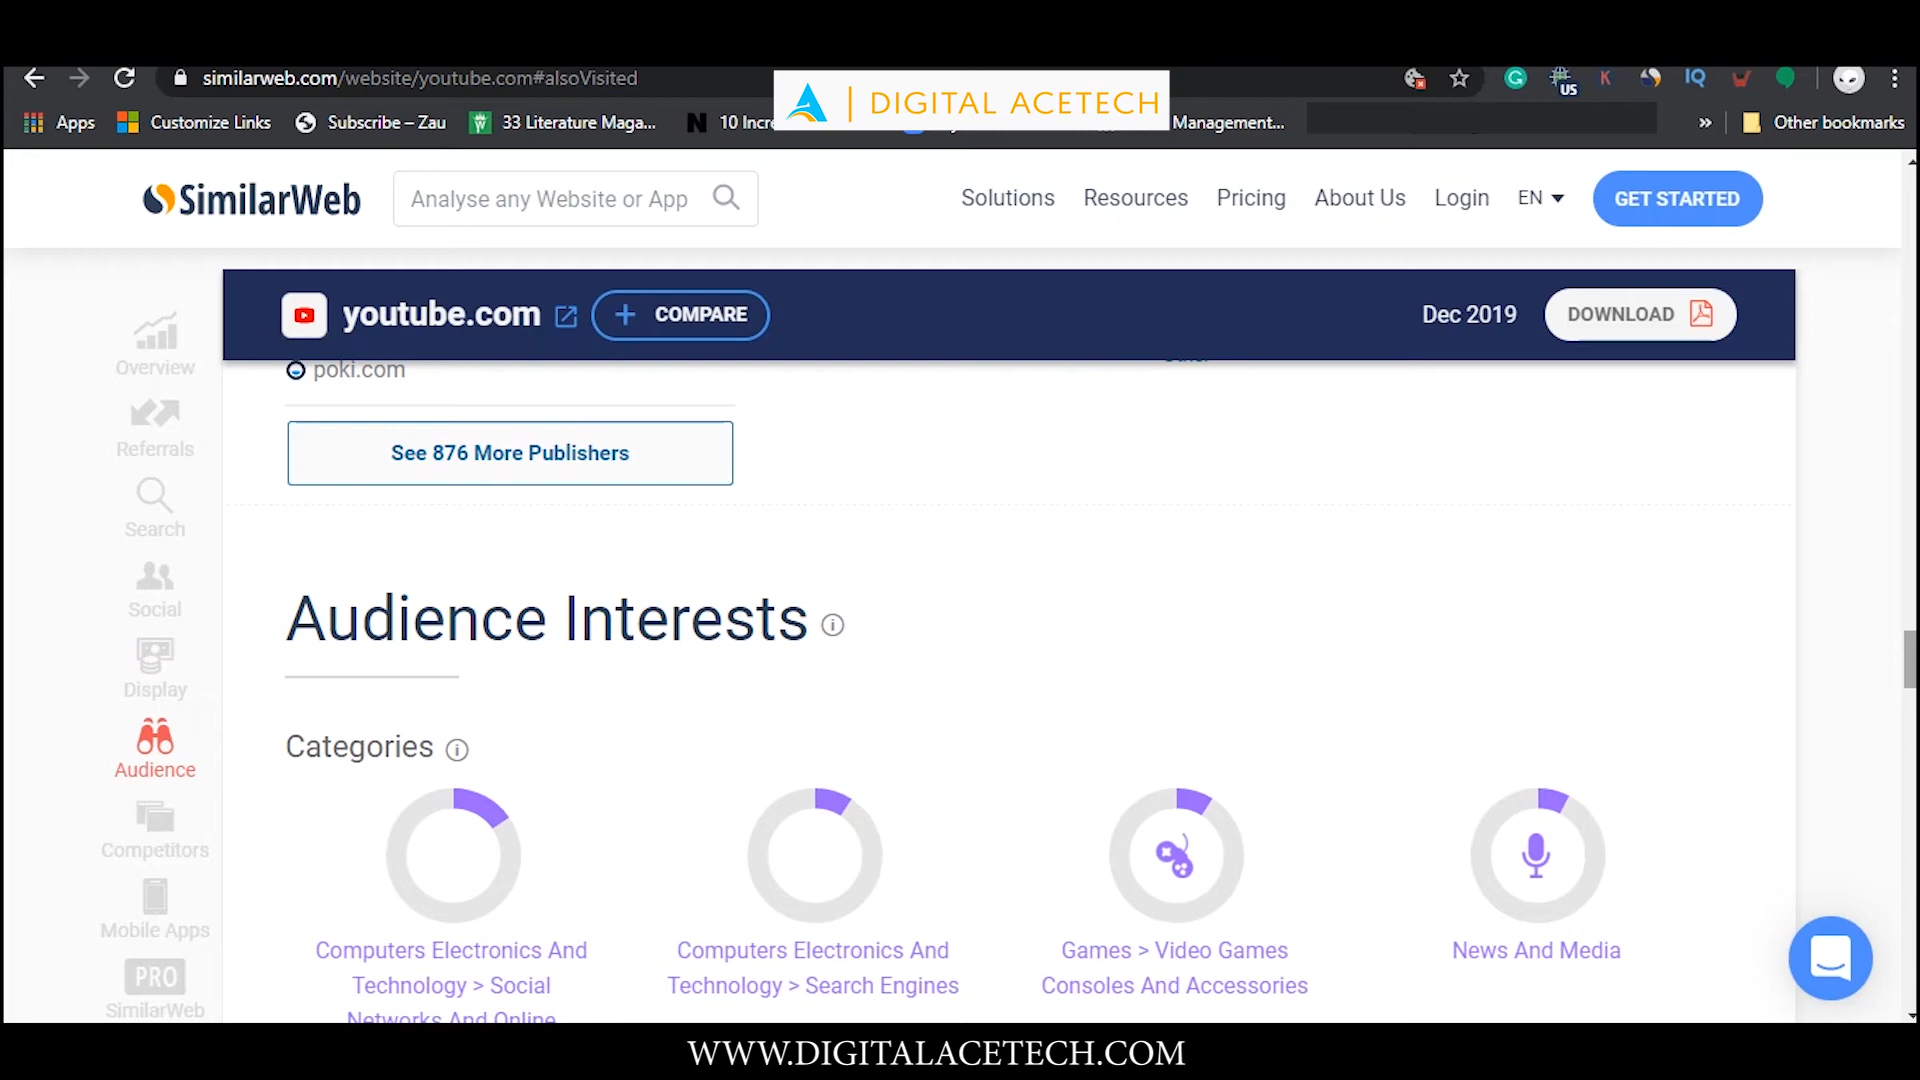 similarweb.com/website/youtube.com#alsoVisited
DIGITAL ACETECH
US
K
IQ
Apps
Customize Links
Subscribe – Zau
33 Literature Maga...
10 Incre
Management...
»
Other bookmarks
SimilarWeb
Analyse any Website or App
Solutions
Resources
Pricing
About Us
Login
EN
GET STARTED
youtube.com
+ COMPARE
Dec 2019
DOWNLOAD
Overview
Referrals
Search
Social
Display
Audience
Competitors
Mobile Apps
PRO
SimilarWeb
poki.com
See 876 More Publishers
Audience Interests
Categories
Computers Electronics And
Technology > Social
Networks And Online
Computers Electronics And
Technology > Search Engines
Games > Video Games
Consoles And Accessories
News And Media
WWW.DIGITALACETECH.COM